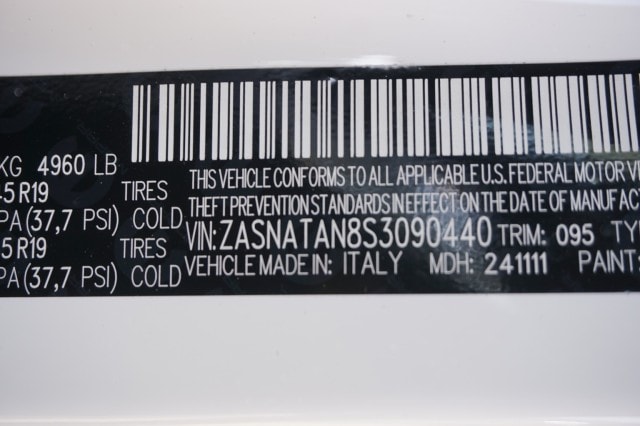 KG 4960 LB
5 R19 TIRES
PA(37,7 PSI) COLD
5 R19 TIRES
PA(37,7 PSI) COLD
THIS VEHICLE CONFORMS TO ALL APPLICABLE U.S. FEDERAL MOTOR
THEFT PREVENTION STANDARDS IN EFFECT ON THE DATE OF MANUFAC
VIN: ZASNATAN8S3090440 TRIM: 095
VEHICLE MADE IN: ITALY MDH: 241111 PAINT: